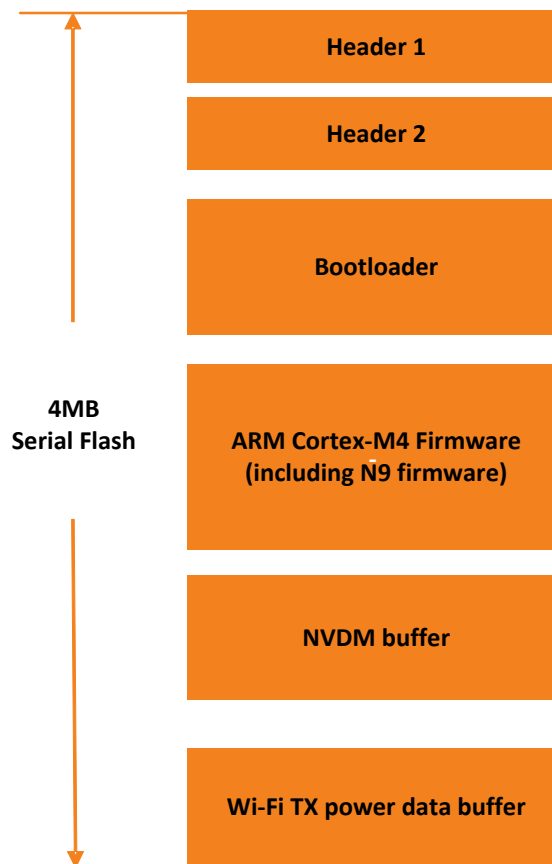 Header 1
Header 2
Bootloader
4MB
Serial Flash
ARM Cortex-M4 Firmware
(including N9 firmware)
NVDM buffer
Wi-Fi TX power data buffer